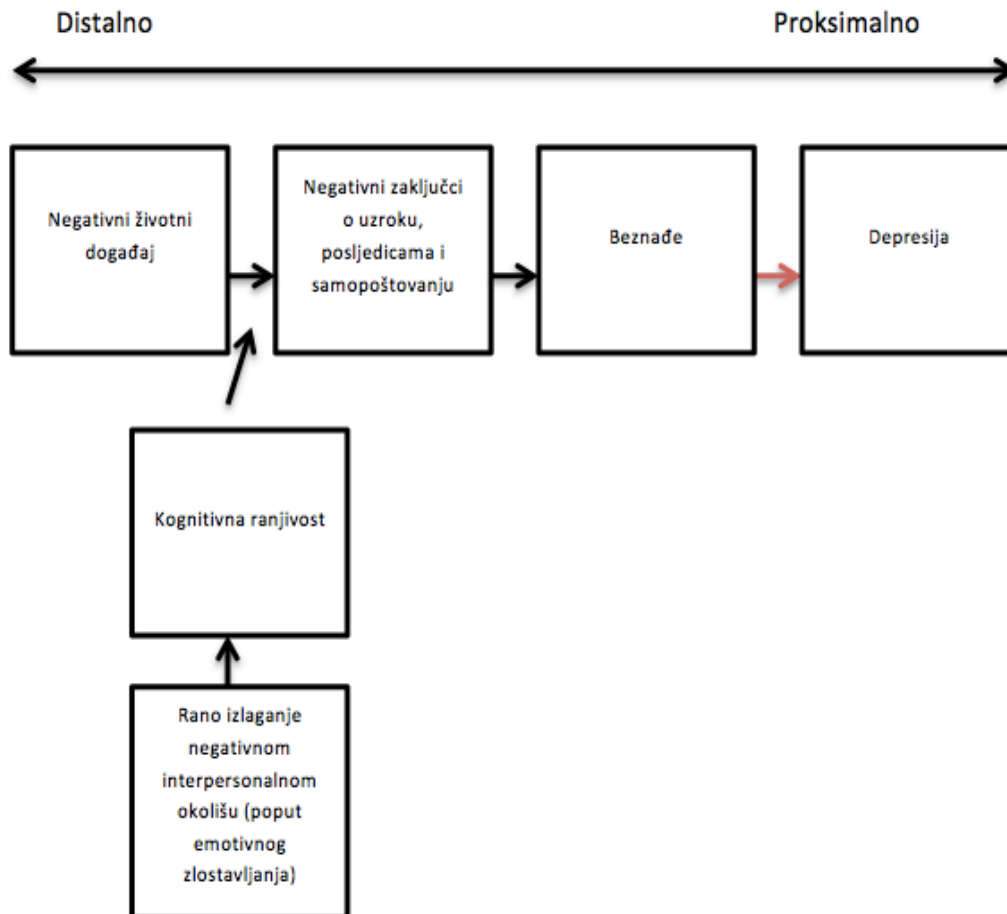 Distalno
Proksimalno
Negativni životni
događaj
Negativni zaključci
o uzroku,
posljedicama i
samopoštovanju
Beznađe
Depresija
Kognitivna ranjivost
Rano izlaganje
negativnom
interpersonalnom
okolišu (poput
emotivnog
zlostavljanja)